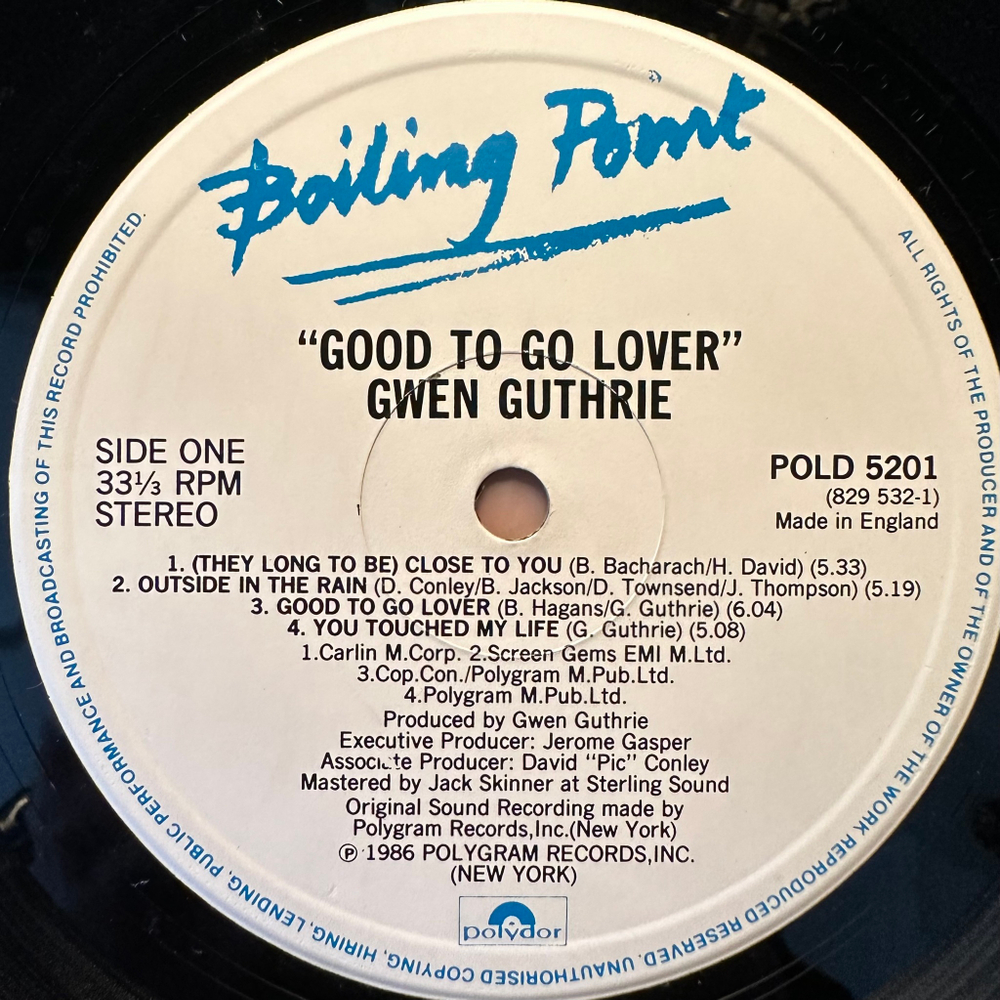 Boiling Point
"GOOD TO GO LOVER"
GWEN GUTHRIE
SIDE ONE
33⅓ RPM
STEREO
POLD 5201
(829 532-1)
Made in England
1. (THEY LONG TO BE) CLOSE TO YOU (B. Bacharach/H. David) (5.33)
2. OUTSIDE IN THE RAIN (D. Conley/B. Jackson/D. Townsend/J. Thompson) (5.19)
3. GOOD TO GO LOVER (B. Hagans/G. Guthrie) (6.04)
4. YOU TOUCHED MY LIFE (G. Guthrie) (5.08)
1.Carlin M.Corp. 2.Screen Gems EMI M.Ltd.
3.Cop.Con./Polygram M.Pub.Ltd.
4.Polygram M.Pub.Ltd.
Produced by Gwen Guthrie
Executive Producer: Jerome Gasper
Associate Producer: David "Pic" Conley
Mastered by Jack Skinner at Sterling Sound
Original Sound Recording made by
Polygram Records,Inc.(New York)
℗ 1986 POLYGRAM RECORDS,INC.
(NEW YORK)
polydor
ALL RIGHTS OF THE PRODUCER AND OF THE OWNER OF THE WORK REPRODUCED RESERVED. UNAUTHORISED COPYING, HIRING, LENDING, PUBLIC PERFORMANCE AND BROADCASTING OF THIS RECORD PROHIBITED.